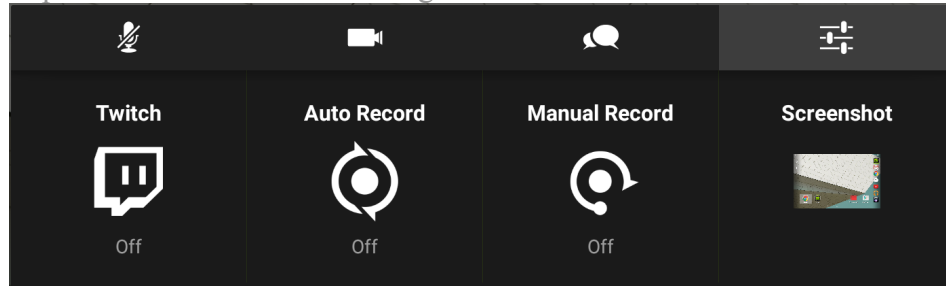 Twitch
Auto Record
Manual Record
Screenshot
Off
Off
Off